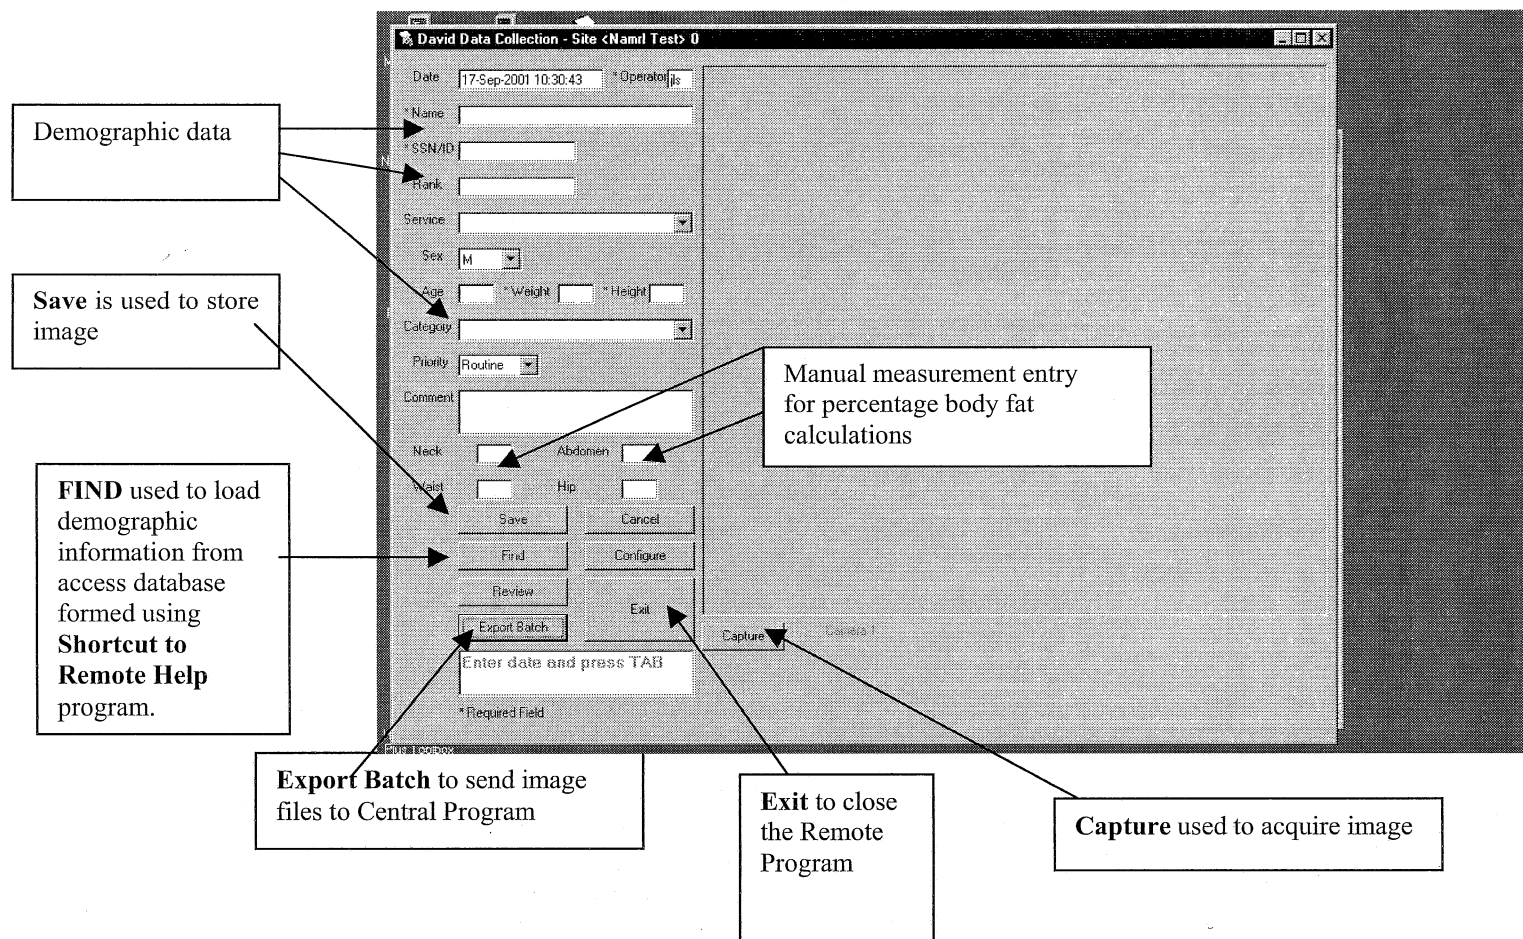 David Data Collection - Site <Namrl Test> 0
Date 17-Sep-2001 10:30:43 * Operator jls
* Name
* SSN/ID
Rank
Service
Sex M
Age * Weight * Height
Category
Priority Routine
Comment
Neck Abdomen
Waist Hip
Save Cancel
Find Configure
Review
Exit
Export Batch
Capture Camera 1
Enter date and press TAB
* Required Field
Plus Toolbox
Demographic data
Save is used to store
image
FIND used to load
demographic
information from
access database
formed using
Shortcut to
Remote Help
program.
Manual measurement entry
for percentage body fat
calculations
Export Batch to send image
files to Central Program
Exit to close
the Remote
Program
Capture used to acquire image